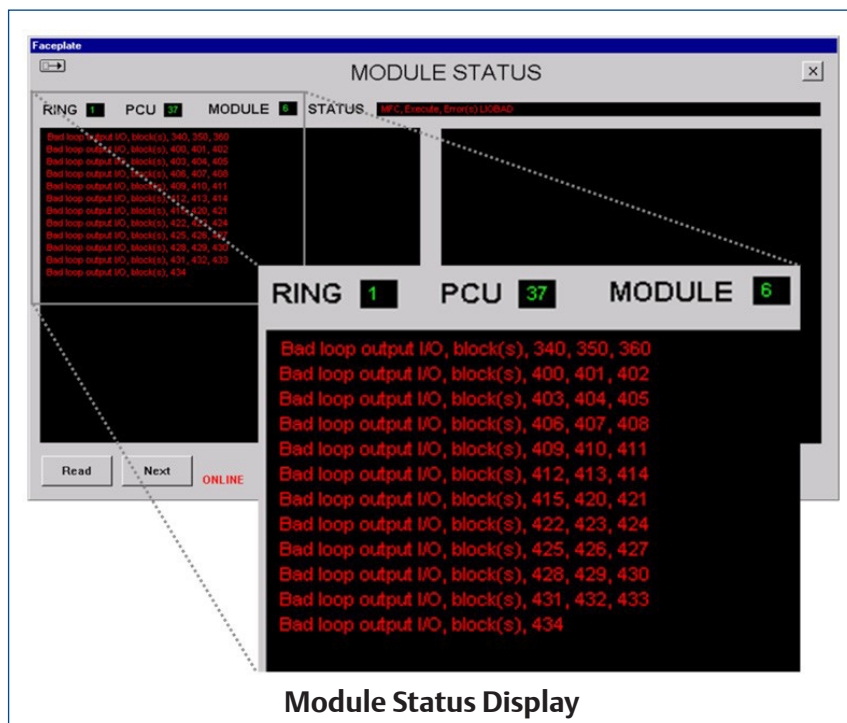 Faceplate
MODULE STATUS
RING 1 PCU 37 MODULE 6 STATUS MFC, Execute, Error(s) LIOBAD
Bad loop output I/O, block(s), 340, 350, 360
Bad loop output I/O, block(s), 400, 401, 402
Bad loop output I/O, block(s), 403, 404, 405
Bad loop output I/O, block(s), 406, 407, 408
Bad loop output I/O, block(s), 409, 410, 411
Bad loop output I/O, block(s), 412, 413, 414
Bad loop output I/O, block(s), 415, 420, 421
Bad loop output I/O, block(s), 422, 423, 424
Bad loop output I/O, block(s), 425, 426, 427
Bad loop output I/O, block(s), 428, 429, 430
Bad loop output I/O, block(s), 431, 432, 433
Bad loop output I/O, block(s), 434
Read Next ONLINE
RING 1 PCU 37 MODULE 6
Bad loop output I/O, block(s), 340, 350, 360
Bad loop output I/O, block(s), 400, 401, 402
Bad loop output I/O, block(s), 403, 404, 405
Bad loop output I/O, block(s), 406, 407, 408
Bad loop output I/O, block(s), 409, 410, 411
Bad loop output I/O, block(s), 412, 413, 414
Bad loop output I/O, block(s), 415, 420, 421
Bad loop output I/O, block(s), 422, 423, 424
Bad loop output I/O, block(s), 425, 426, 427
Bad loop output I/O, block(s), 428, 429, 430
Bad loop output I/O, block(s), 431, 432, 433
Bad loop output I/O, block(s), 434
Module Status Display